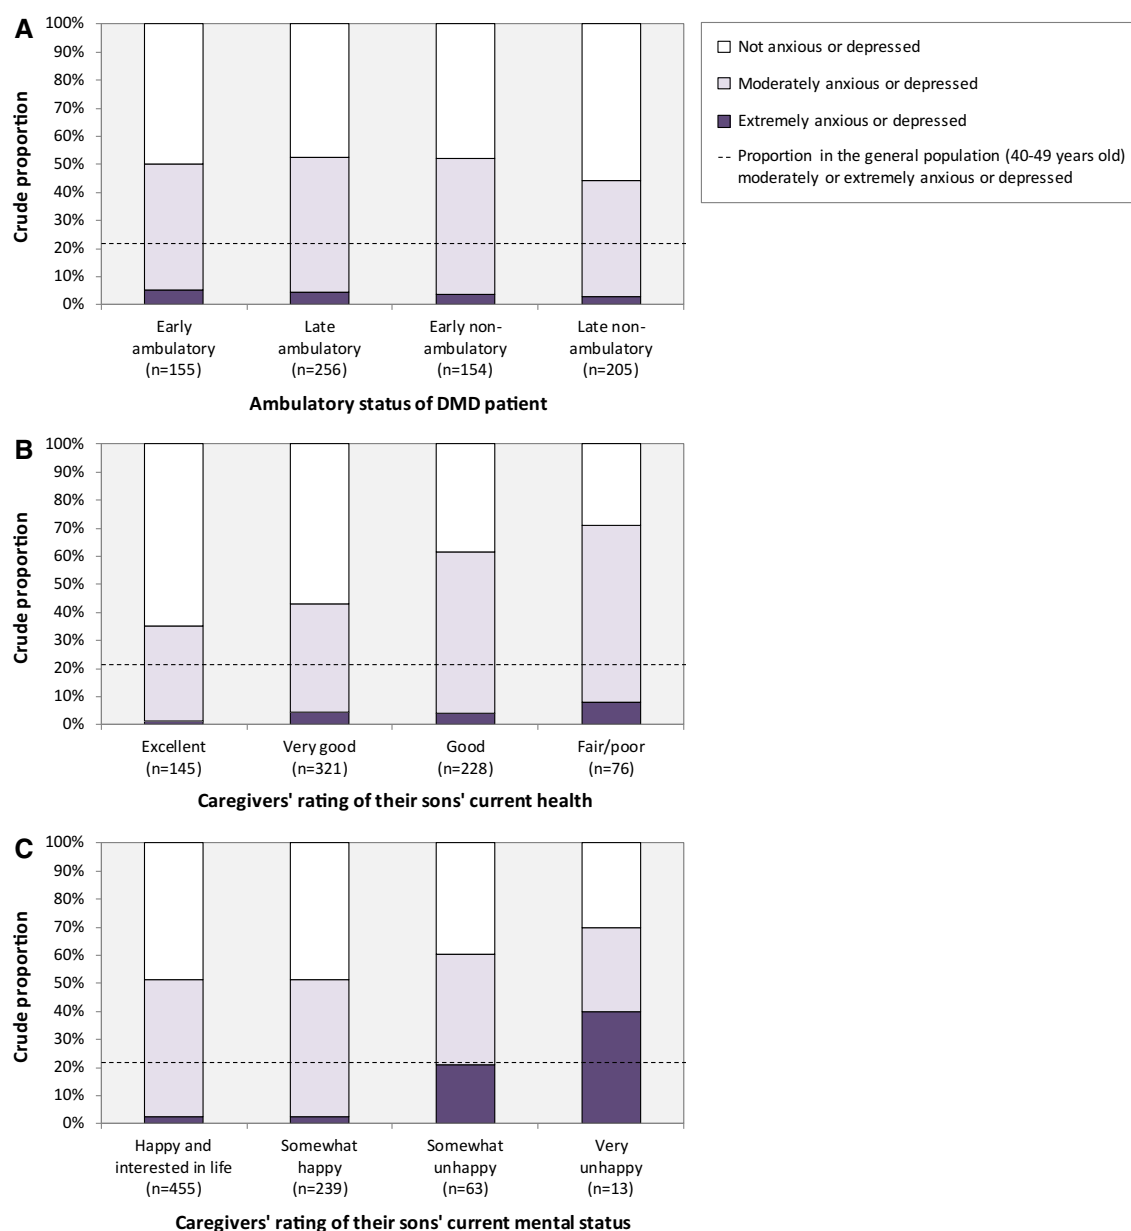 A
100%
90%
80%
70%
60%
50%
40%
30%
20%
10%
0%
Crude proportion
Early ambulatory (n=155)
Late ambulatory (n=256)
Early non-ambulatory (n=154)
Late non-ambulatory (n=205)
Ambulatory status of DMD patient
Not anxious or depressed
Moderately anxious or depressed
Extremely anxious or depressed
-- Proportion in the general population (40-49 years old)
moderately or extremely anxious or depressed
B
100%
90%
80%
70%
60%
50%
40%
30%
20%
10%
0%
Crude proportion
Excellent (n=145)
Very good (n=321)
Good (n=228)
Fair/poor (n=76)
Caregivers' rating of their sons' current health
C
100%
90%
80%
70%
60%
50%
40%
30%
20%
10%
0%
Crude proportion
Happy and interested in life (n=455)
Somewhat happy (n=239)
Somewhat unhappy (n=63)
Very unhappy (n=13)
Caregivers' rating of their sons' current mental status